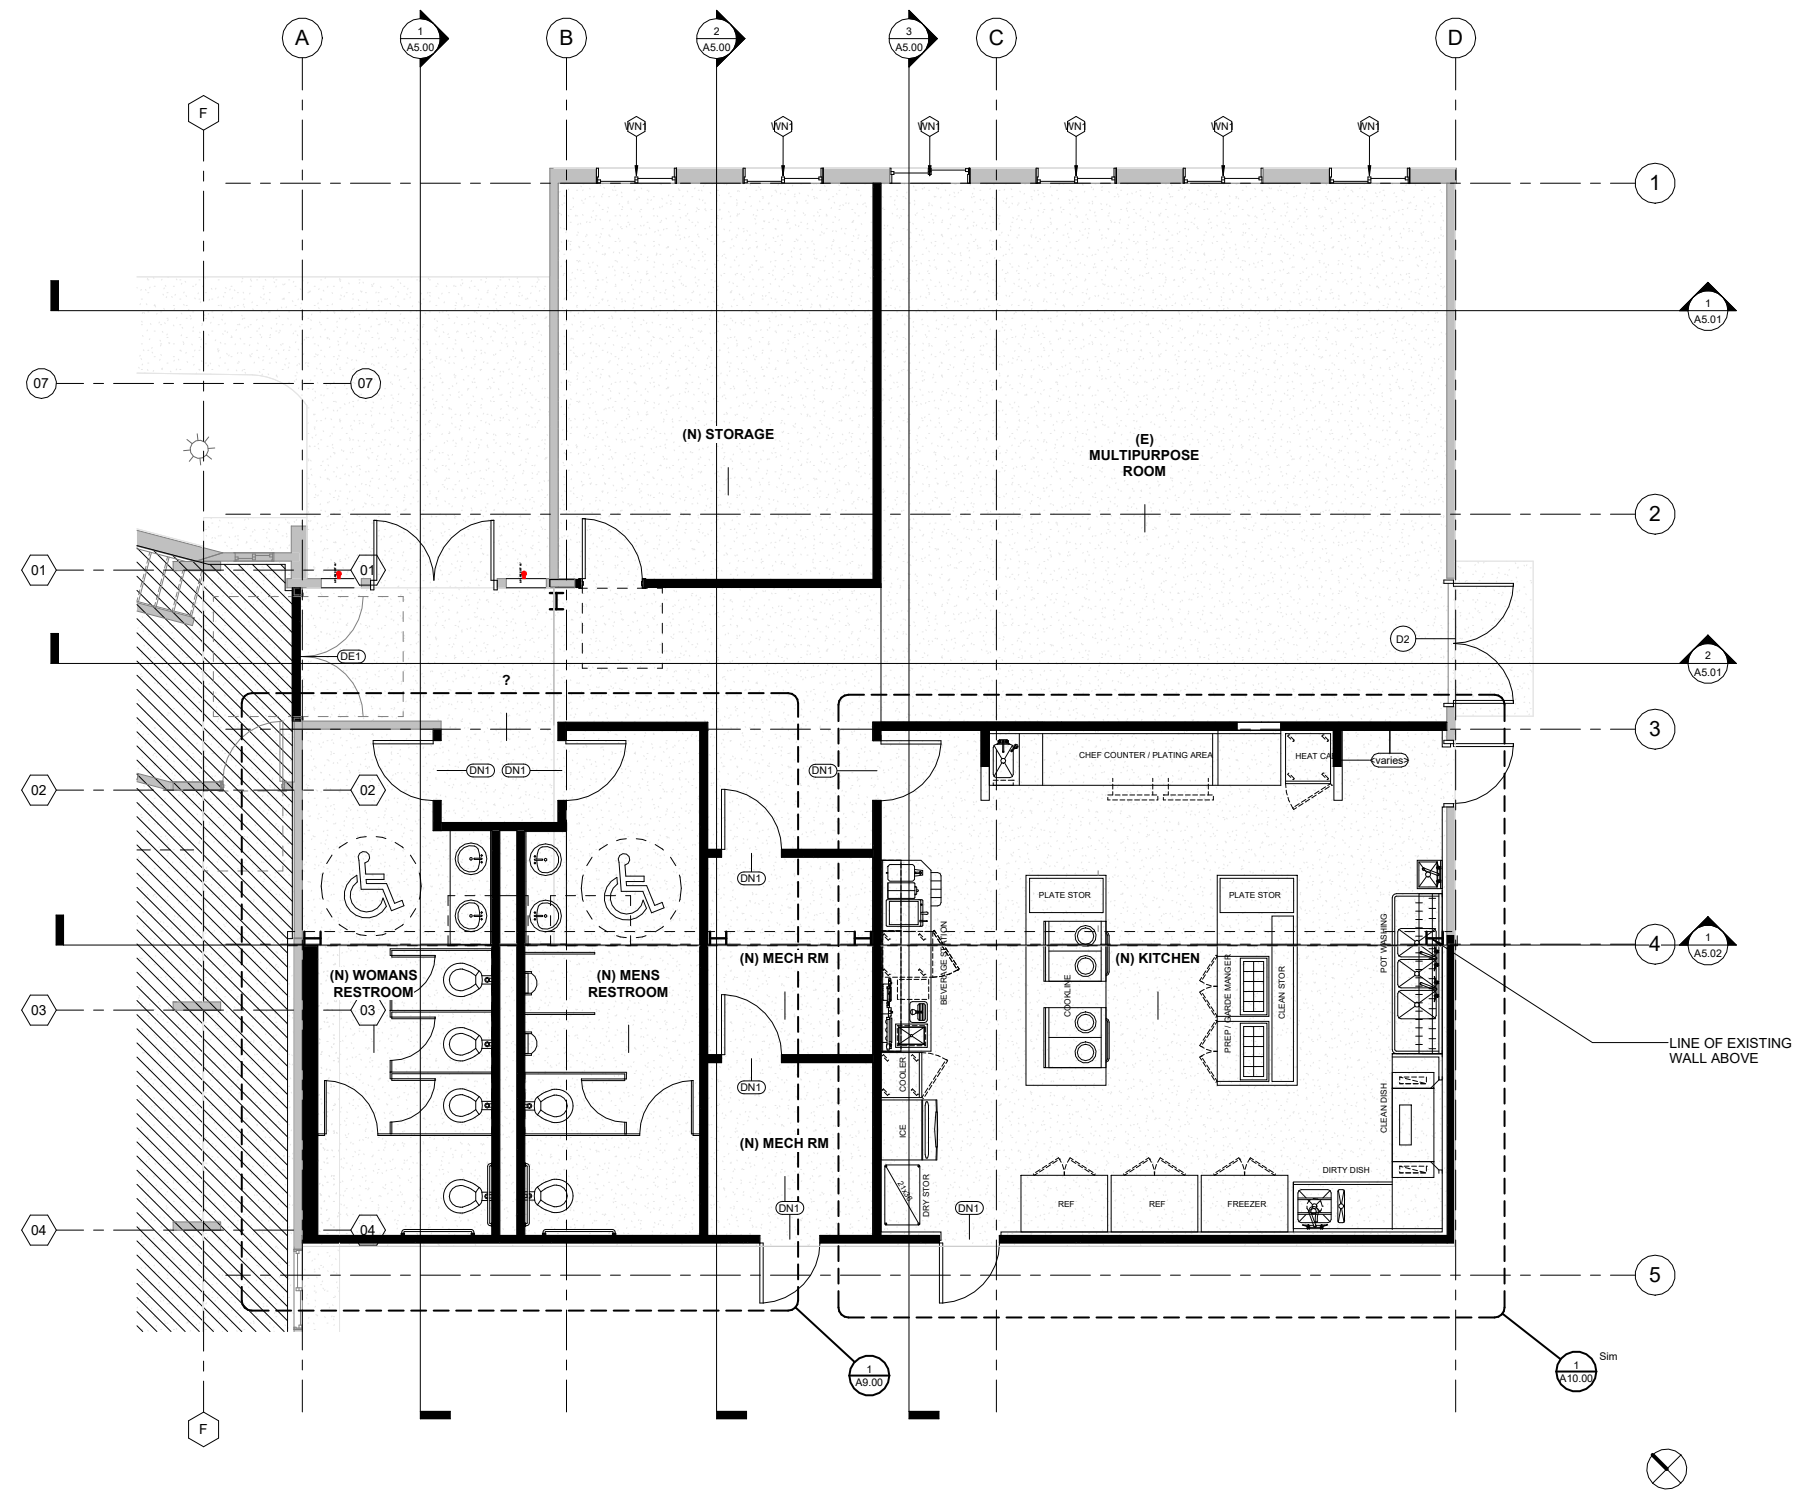 A
1
A5.00
B
2
A5.00
3
A5.00
C
D
F
WN1
WN1
WN1
WN1
WN1
WN1
1
1
A5.01
07
07
(N) STORAGE
(E)
MULTIPURPOSE
ROOM
2
01
01
D2
DE1
2
A5.01
?
3
CHEF COUNTER / PLATING AREA
<varies>
DN1
DN1
DN1
02
02
DN1
PLATE STOR
PLATE STOR
POT WASHING
BEVERAGE STATION
4
1
A5.02
(N) MECH RM
(N) KITCHEN
(N) WOMANS
RESTROOM
(N) MENS
RESTROOM
COOKLINE
PREP / GARDE MANGER
CLEAN STOR
03
03
LINE OF EXISTING
WALL ABOVE
COOLER
DN1
CLEAN DISH
ICE
(N) MECH RM
DIRTY DISH
DRY STOR
DN1
DN1
REF
REF
FREEZER
04
04
5
1
A9.00
1
A10.00
Sim
F